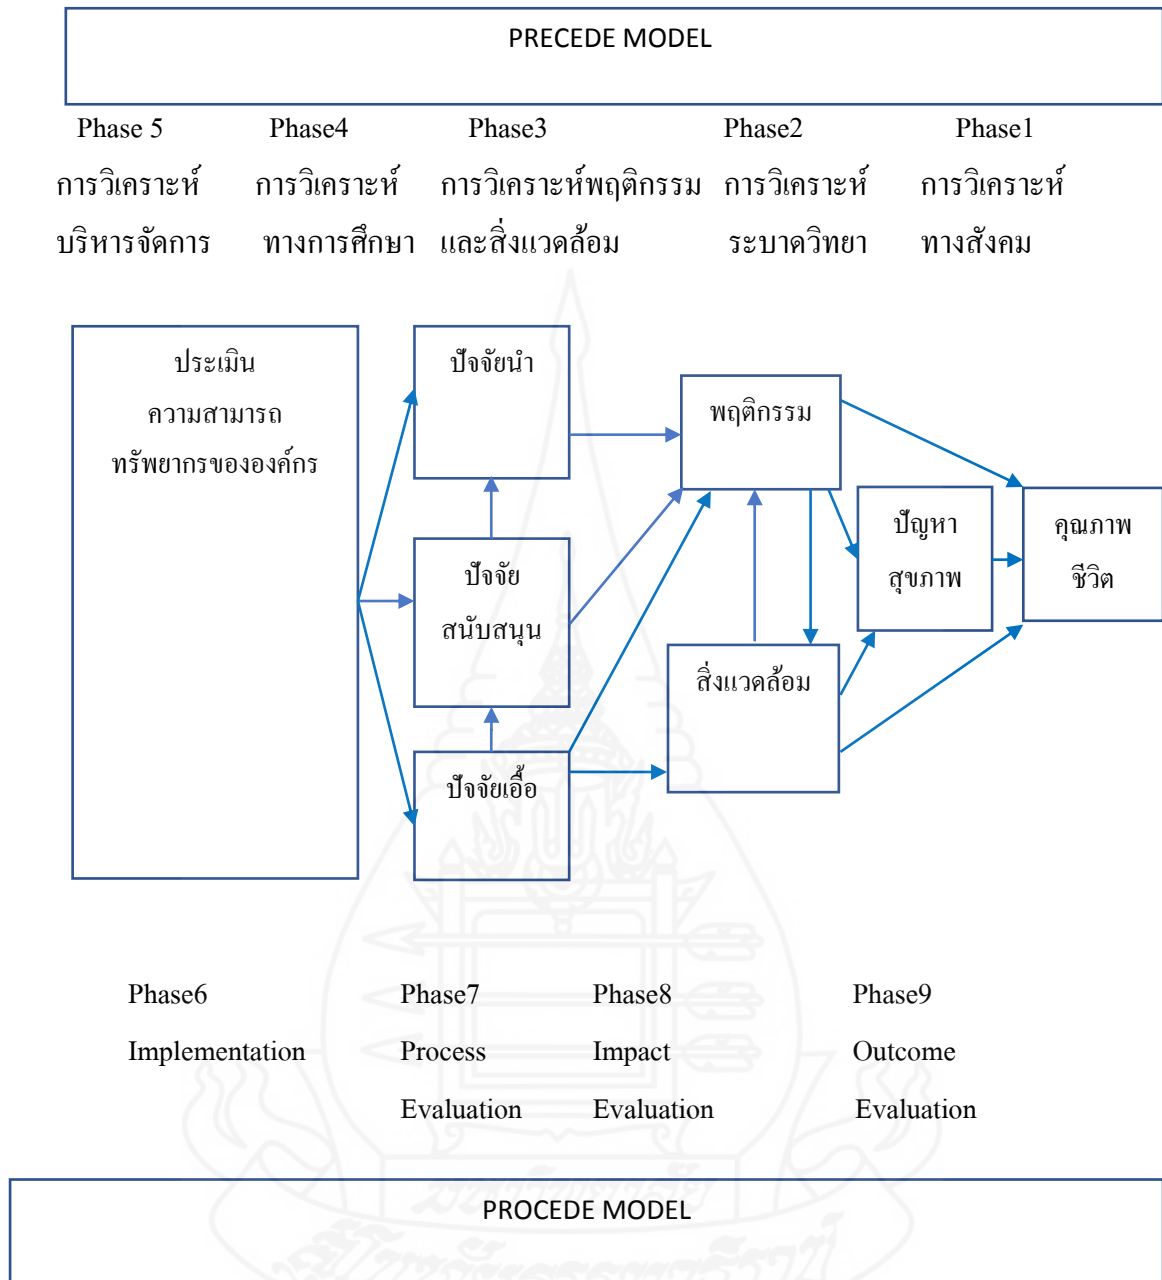 PRECEDE MODEL
Phase 5 Phase4 Phase3 Phase2 Phase1
การวิเคราะห์ การวิเคราะห์ การวิเคราะห์พฤติกรรม การวิเคราะห์ การวิเคราะห์
บริหารจัดการ ทางการศึกษา และสิ่งแวดล้อม ระบาดวิทยา ทางสังคม
ประเมิน
ความสามารถ
ทรัพยากรขององค์กร
ปัจจัยนำ
ปัจจัย
สนับสนุน
ปัจจัยเอื้อ
พฤติกรรม
สิ่งแวดล้อม
ปัญหา
สุขภาพ
คุณภาพ
ชีวิต
Phase6 Phase7 Phase8 Phase9
Implementation Process Impact Outcome
Evaluation Evaluation Evaluation
PROCEDE MODEL